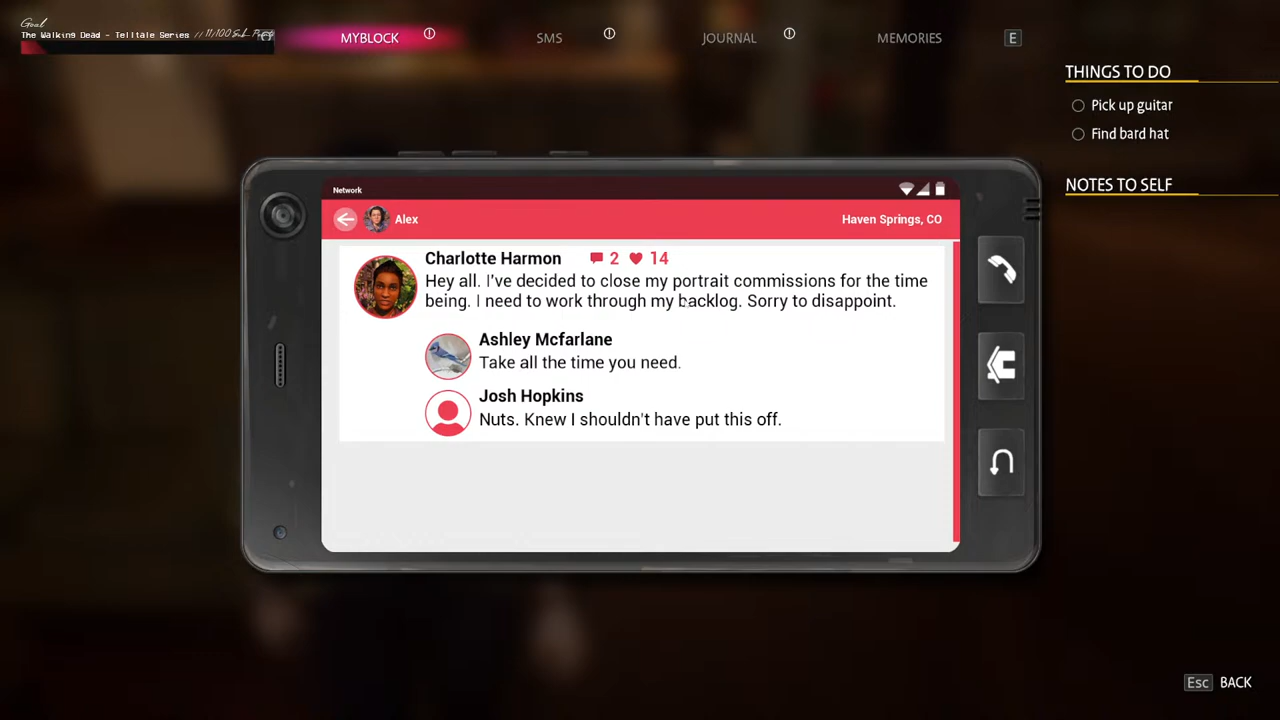 Goal
The Walking Dead - Telltale Series // 11/100
MYBLOCK
SMS
JOURNAL
MEMORIES
E
THINGS TO DO
Pick up guitar
Find bard hat
NOTES TO SELF
Network
Alex
Haven Springs, CO
Charlotte Harmon 2 14
Hey all. I've decided to close my portrait commissions for the time
being. I need to work through my backlog. Sorry to disappoint.
Ashley Mcfarlane
Take all the time you need.
Josh Hopkins
Nuts. Knew I shouldn't have put this off.
Esc BACK